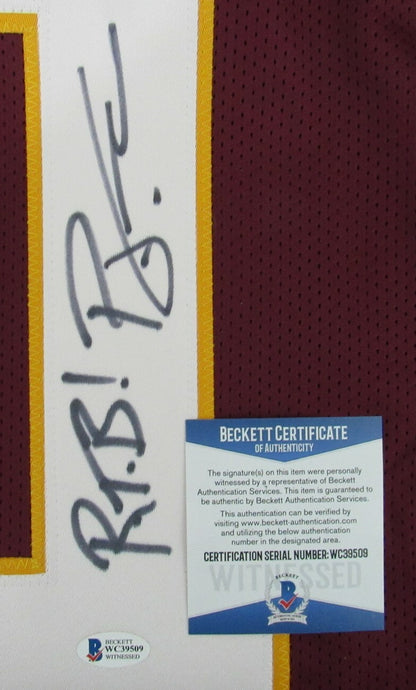 R.T.B!
BECKETT CERTIFICATE
OF AUTHENTICITY
The signature(s) on this item were personally
witnessed by a representative of Beckett
Authentication Services. This item is guaranteed to
be authentic by Beckett Authentication Services.
This authentication can be verified by
visiting www.beckett-authentication.com
and utilizing the below authentication
number in the designated area.
CERTIFICATION SERIAL NUMBER: WC39509
WITNESSED
BECKETT
B
BECKETT
WC39509
WITNESSED